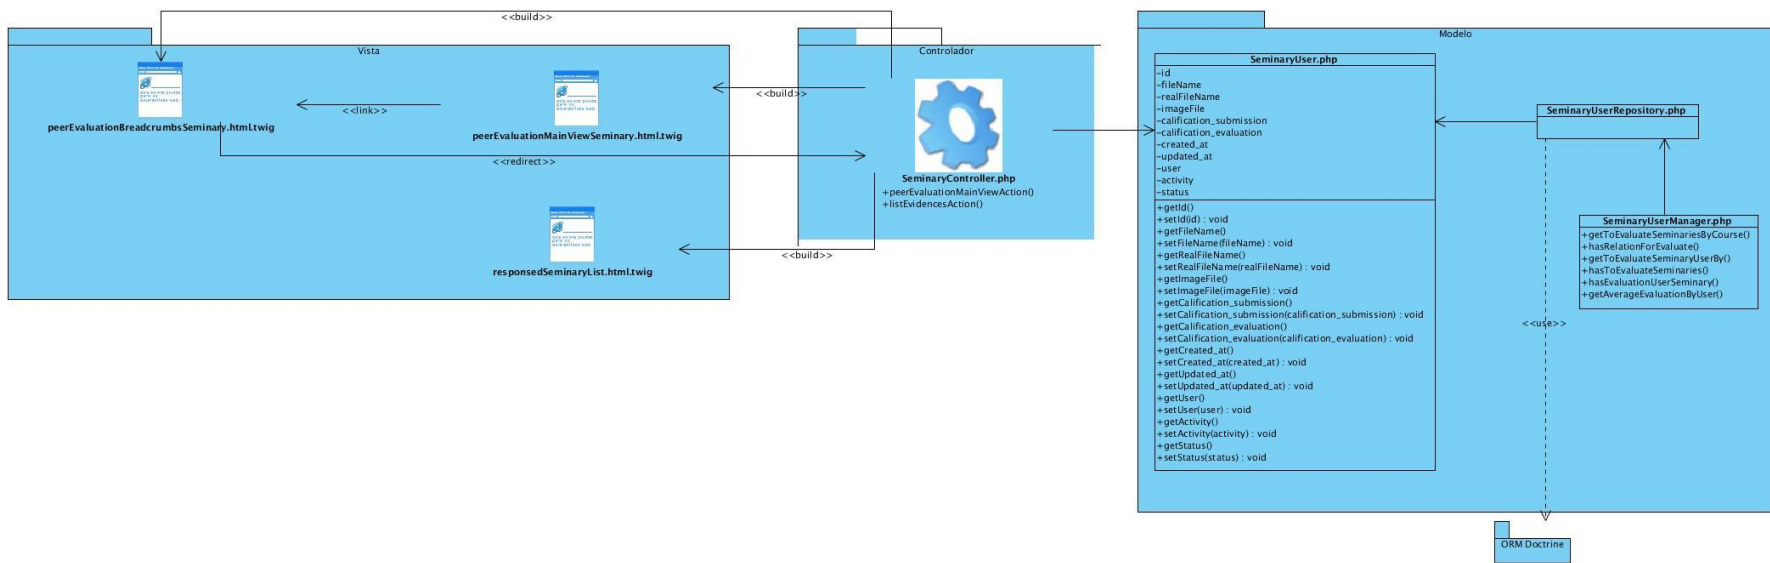 <<build>>
Vista
peerEvaluationBreadcrumbsSeminary.html.twig
<<link>>
peerEvaluationMainViewSeminary.html.twig
<<build>>
<<redirect>>
responsedSeminaryList.html.twig
<<build>>
Controlador
SeminaryController.php
+peerEvaluationMainViewAction()
+listEvidencesAction()
Modelo
SeminaryUser.php
-id
-fileName
-realFileName
-imageFile
-calification_submission
-calification_evaluation
-created_at
-updated_at
-user
-activity
-status
+getId()
+setId(id) : void
+getFileName()
+setFileName(fileName) : void
+getRealFileName()
+setRealFileName(realFileName) : void
+getImageFile()
+setImageFile(imageFile) : void
+getCalification_submission()
+setCalification_submission(calification_submission) : void
+getCalification_evaluation()
+setCalification_evaluation(calification_evaluation) : void
+getCreated_at()
+setCreated_at(created_at) : void
+getUpdated_at()
+setUpdated_at(updated_at) : void
+getUser()
+setUser(user) : void
+getActivity()
+setActivity(activity) : void
+getStatus()
+setStatus(status) : void
SeminaryUserRepository.php
SeminaryUserManager.php
+getToEvaluateSeminariesByCourse()
+hasRelationForEvaluate()
+getToEvaluateSeminaryUserBy()
+hasToEvaluateSeminaries()
+hasEvaluationUserSeminary()
+getAverageEvaluationByUser()
<<use>>
ORM Doctrine